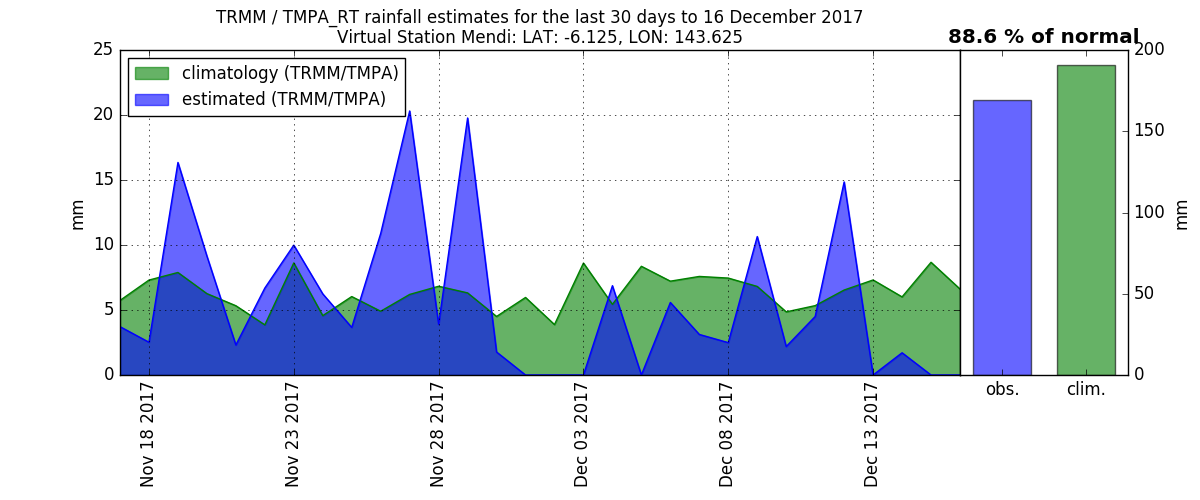 TRMM / TMPA_RT rainfall estimates for the last 30 days to 16 December 2017
Virtual Station Mendi: LAT: -6.125, LON: 143.625
88.6 % of normal
climatology (TRMM/TMPA)
estimated (TRMM/TMPA)
mm
25
20
15
10
5
0
Nov 18 2017
Nov 23 2017
Nov 28 2017
Dec 03 2017
Dec 08 2017
Dec 13 2017
200
150
100
50
0
mm
obs.
clim.